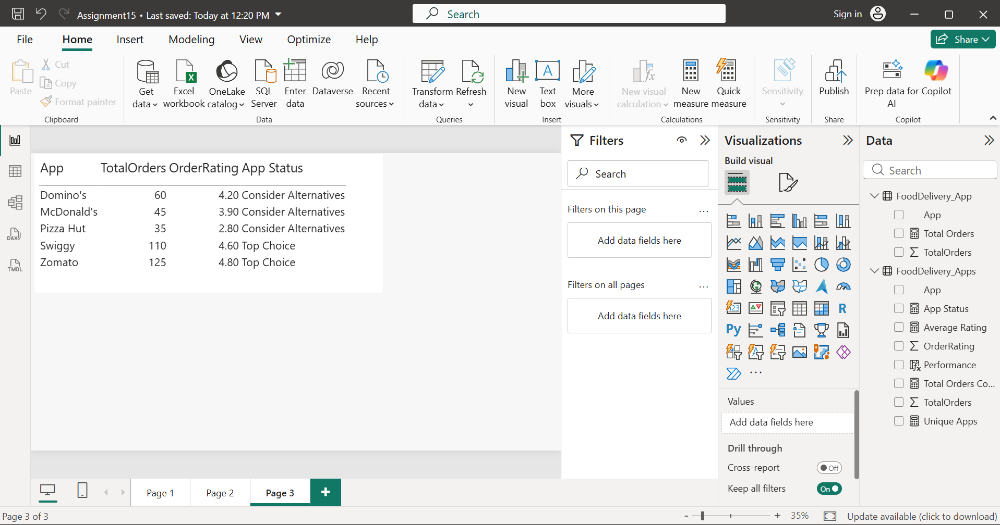 Assignment15 • Last saved: Today at 12:20 PM
Search
Sign in
File Home Insert Modeling View Optimize Help
Share
Paste
Cut
Copy
Format painter
Clipboard
Get data
Excel workbook
OneLake catalog
SQL Server
Enter data
Dataverse
Recent sources
Data
Transform data
Refresh
Queries
New visual
Text box
More visuals
Insert
New visual calculation
New measure
Quick measure
Calculations
Sensitivity
Sensitivity
Publish
Share
Prep data for AI
Copilot
Copilot
DAX
TMDL
App TotalOrders OrderRating App Status
Domino's 60 4.20 Consider Alternatives
McDonald's 45 3.90 Consider Alternatives
Pizza Hut 35 2.80 Consider Alternatives
Swiggy 110 4.60 Top Choice
Zomato 125 4.80 Top Choice
Filters
Search
Filters on this page ...
Add data fields here
Filters on all pages ...
Add data fields here
Visualizations
Build visual
123
R
Py
...
Values
Add data fields here
Drill through
Cross-report Off
Keep all filters On
Data
Search
FoodDelivery_App
App
Total Orders
TotalOrders
FoodDelivery_Apps
App
App Status
Average Rating
OrderRating
Performance
Total Orders Co...
TotalOrders
Unique Apps
Page 1 Page 2 Page 3 +
Page 3 of 3
- + 35%
Update available (click to download)